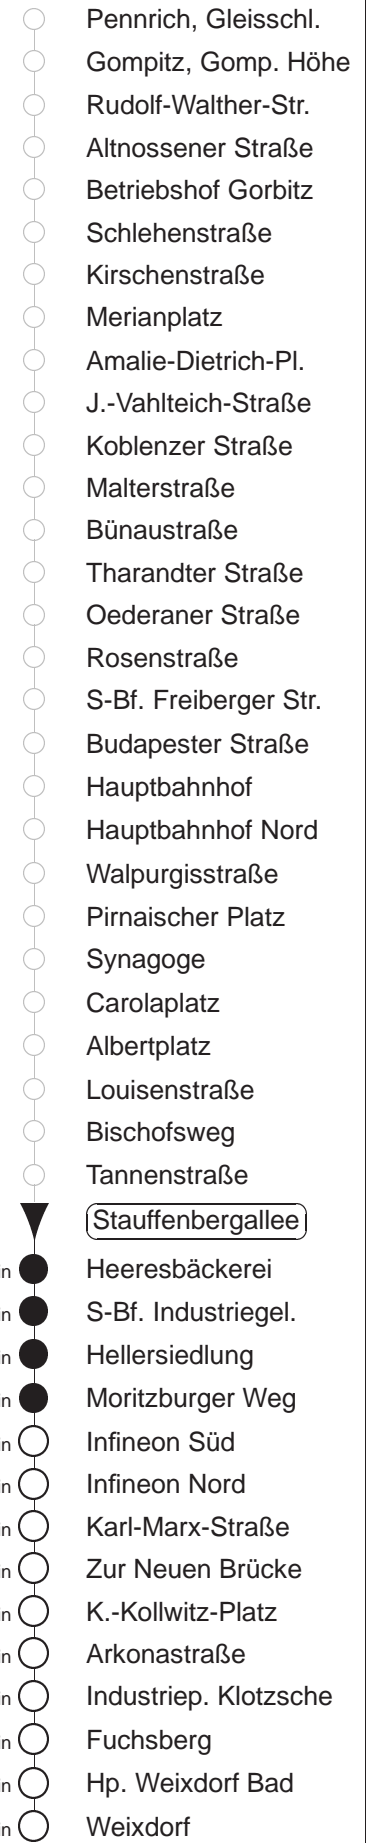 Pennrich, Gleisschl.
Gompitz, Gomp. Höhe
Rudolf-Walther-Str.
Altnossener Straße
Betriebshof Gorbitz
Schlehenstraße
Kirschenstraße
Merianplatz
Amalie-Dietrich-Pl.
J.-Vahlteich-Straße
Koblenzer Straße
Malterstraße
Bünaustraße
Tharandter Straße
Oederaner Straße
Rosenstraße
S-Bf. Freiberger Str.
Budapester Straße
Hauptbahnhof
Hauptbahnhof Nord
Walpurgisstraße
Pirnaischer Platz
Synagoge
Carolaplatz
Albertplatz
Louisenstraße
Bischofsweg
Tannenstraße
Stauffenbergallee
Heeresbäckerei
S-Bf. Industriegel.
Hellersiedlung
Moritzburger Weg
Infineon Süd
Infineon Nord
Karl-Marx-Straße
Zur Neuen Brücke
K.-Kollwitz-Platz
Arkonastraße
Industriep. Klotzsche
Fuchsberg
Hp. Weixdorf Bad
Weixdorf